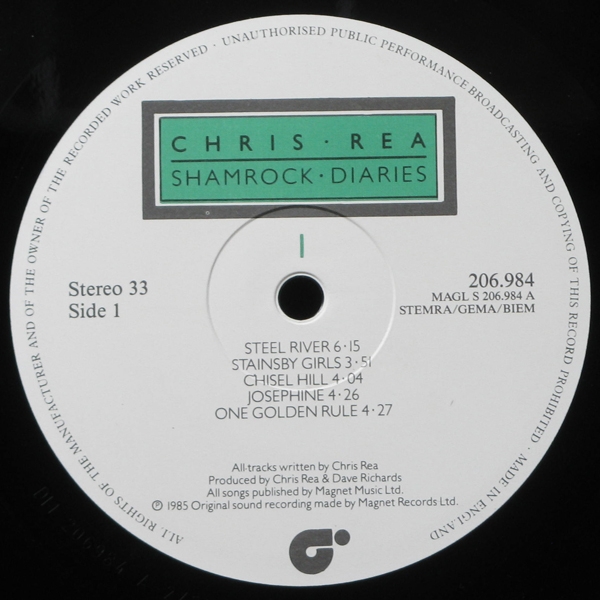 ALL RIGHTS OF THE MANUFACTURER AND OF THE OWNER OF THE RECORDED WORK RESERVED · UNAUTHORISED PUBLIC PERFORMANCE BROADCASTING AND COPYING OF THIS RECORD PROHIBITED · MADE IN ENGLAND
CHRIS · REA
SHAMROCK · DIARIES
I
Stereo 33
Side 1
206.984
MAGL S 206.984 A
STEMRA/GEMA/BIEM
STEEL RIVER 6·15
STAINSBY GIRLS 3·51
CHISEL HILL 4·04
JOSEPHINE 4·26
ONE GOLDEN RULE 4·27
All tracks written by Chris Rea
Produced by Chris Rea & Dave Richards
All songs published by Magnet Music Ltd.
℗ 1985 Original sound recording made by Magnet Records Ltd.